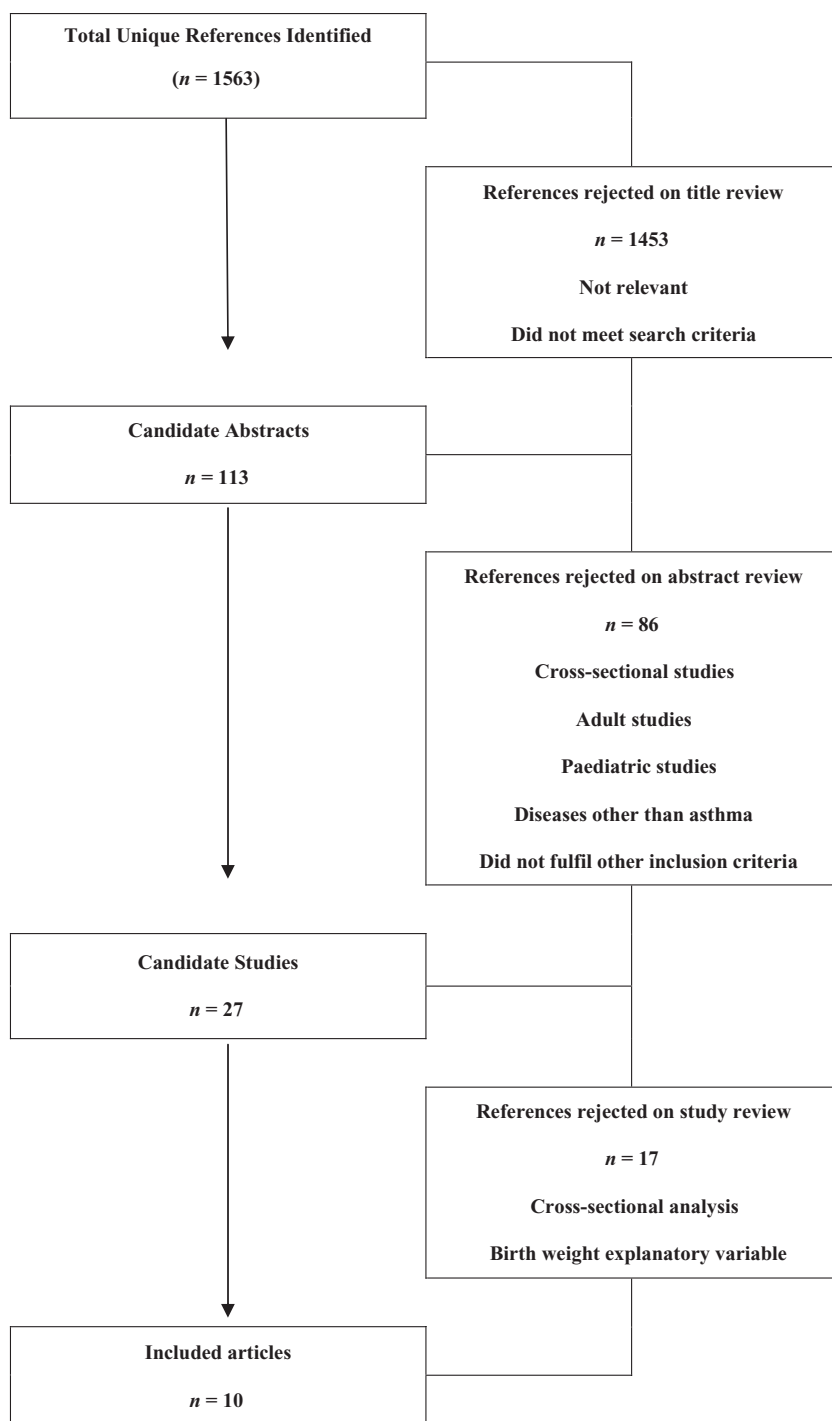 Total Unique References Identified
(n = 1563)
References rejected on title review
n = 1453
Not relevant
Did not meet search criteria
Candidate Abstracts
n = 113
References rejected on abstract review
n = 86
Cross-sectional studies
Adult studies
Paediatric studies
Diseases other than asthma
Did not fulfil other inclusion criteria
Candidate Studies
n = 27
References rejected on study review
n = 17
Cross-sectional analysis
Birth weight explanatory variable
Included articles
n = 10